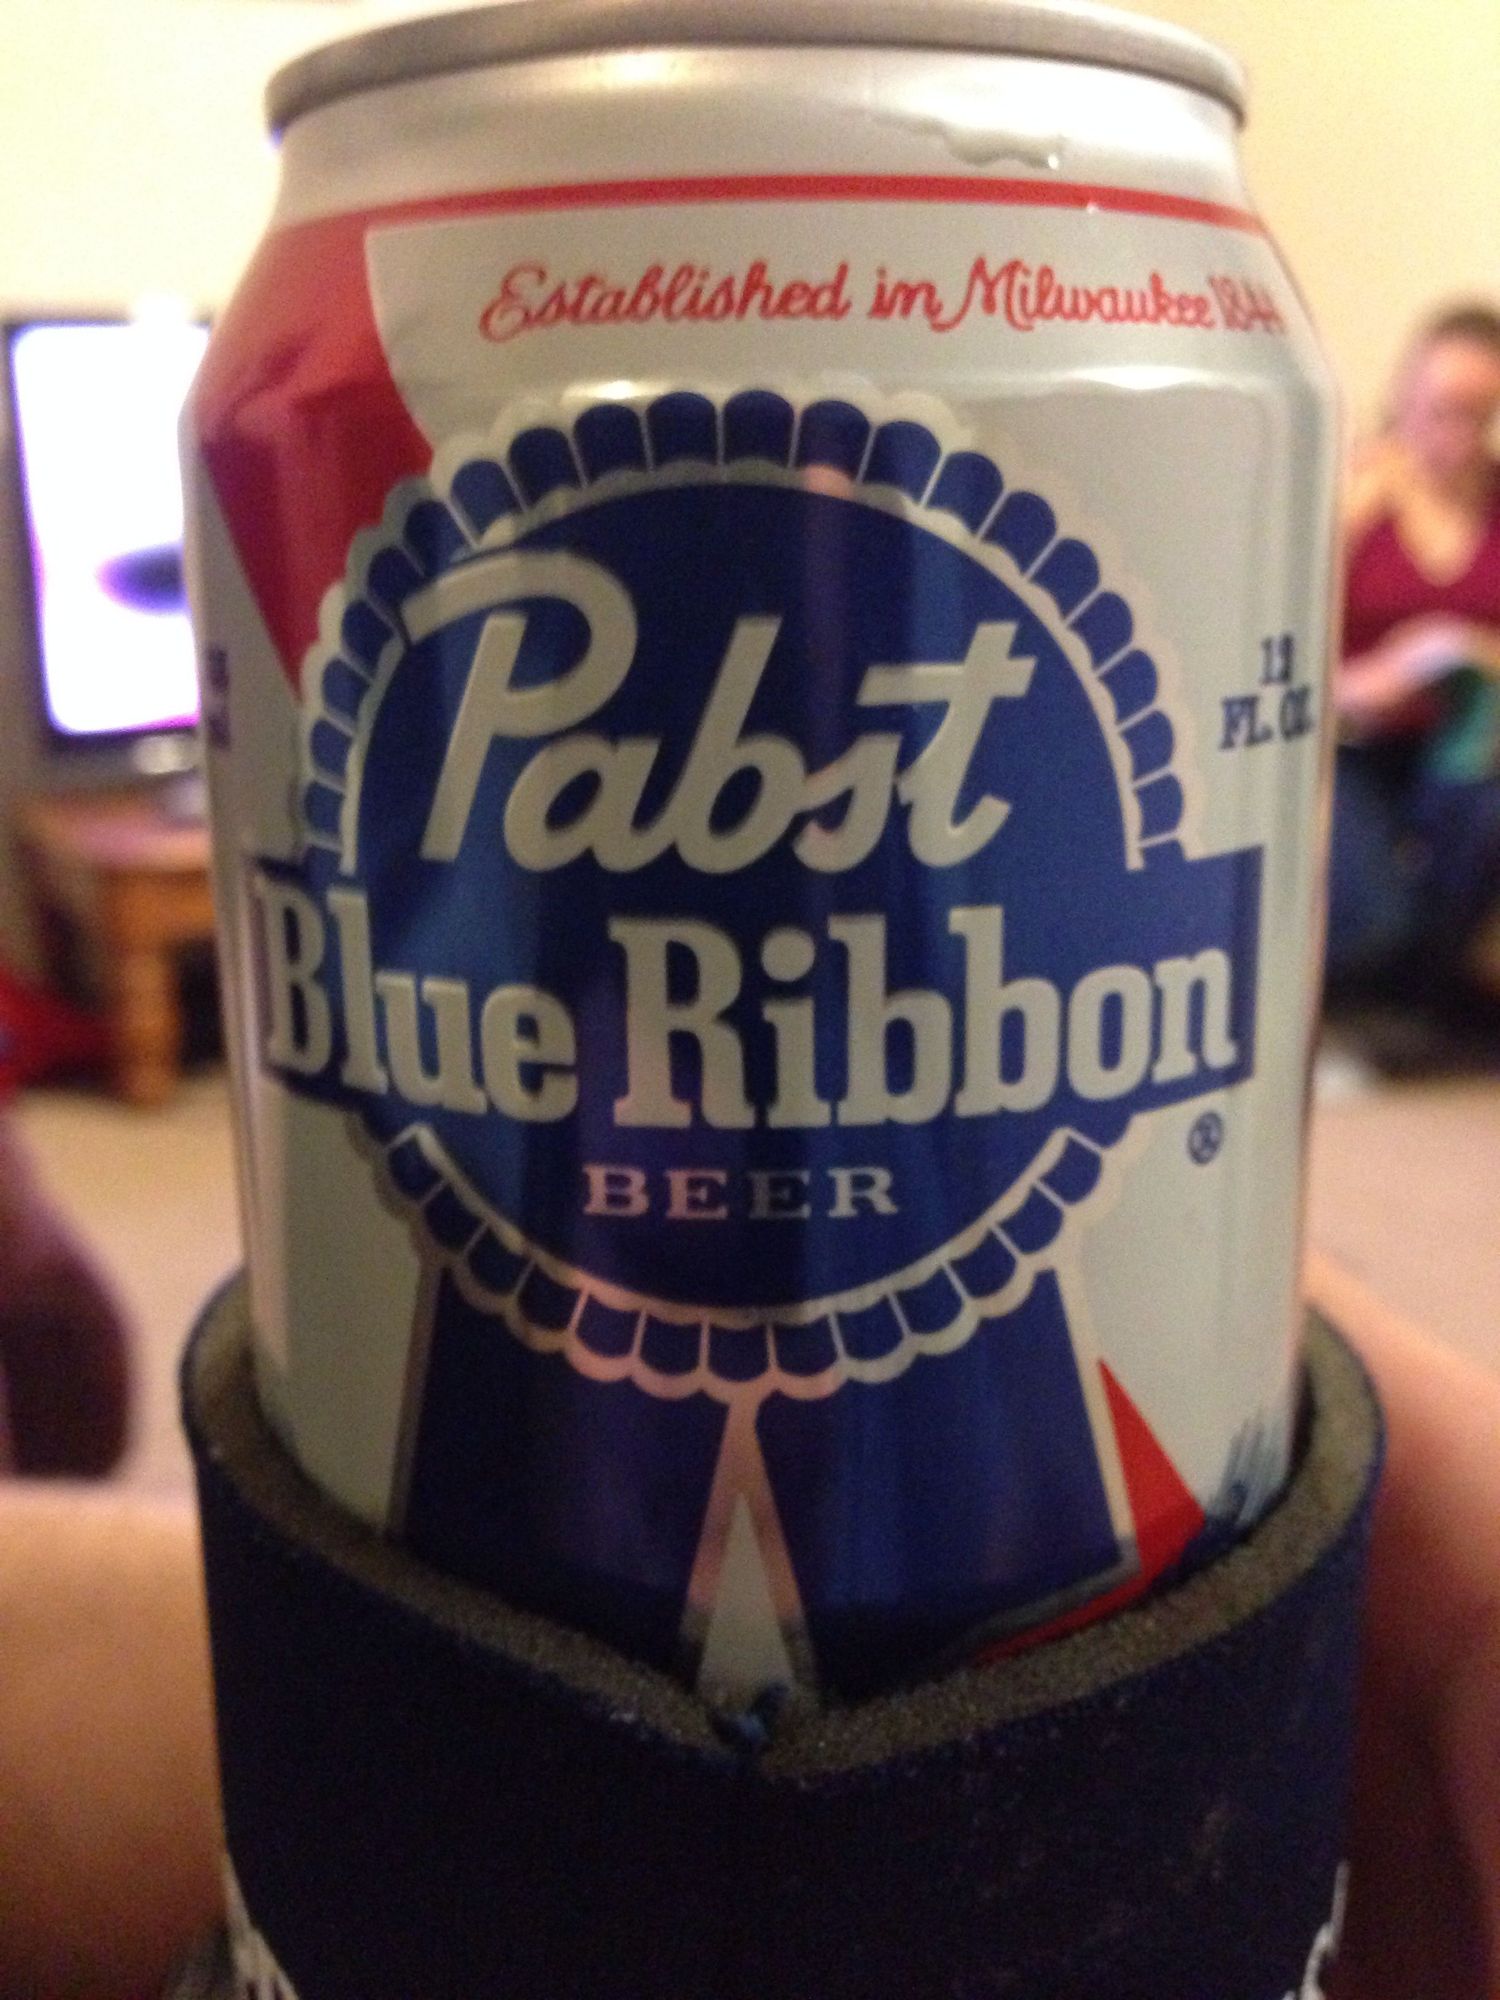 Established in Milwaukee 1844
Pabst
Blue Ribbon
®
BEER
12
FL. OZ.